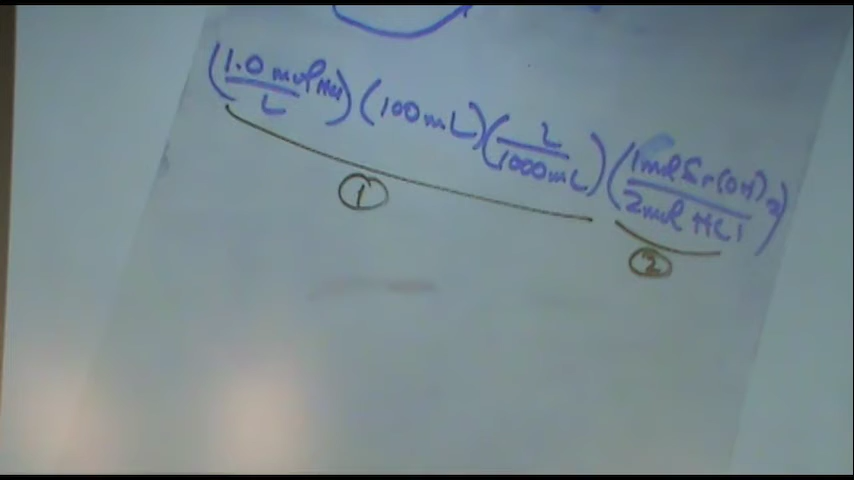 (1.0 mol HCl / L) (100 mL) (L / 1000 mL) (1 mol Sr(OH)2 / 2 mol HCl)
1
2